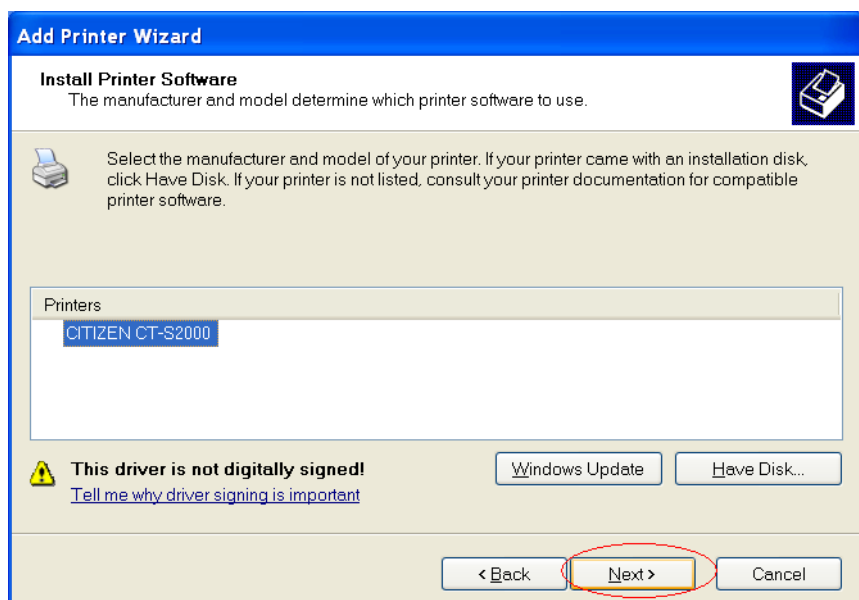 Add Printer Wizard
Install Printer Software
The manufacturer and model determine which printer software to use.
Select the manufacturer and model of your printer. If your printer came with an installation disk,
click Have Disk. If your printer is not listed, consult your printer documentation for compatible
printer software.
Printers
CITIZEN CT-S2000
This driver is not digitally signed!
Windows Update
Have Disk...
Tell me why driver signing is important
< Back
Next >
Cancel